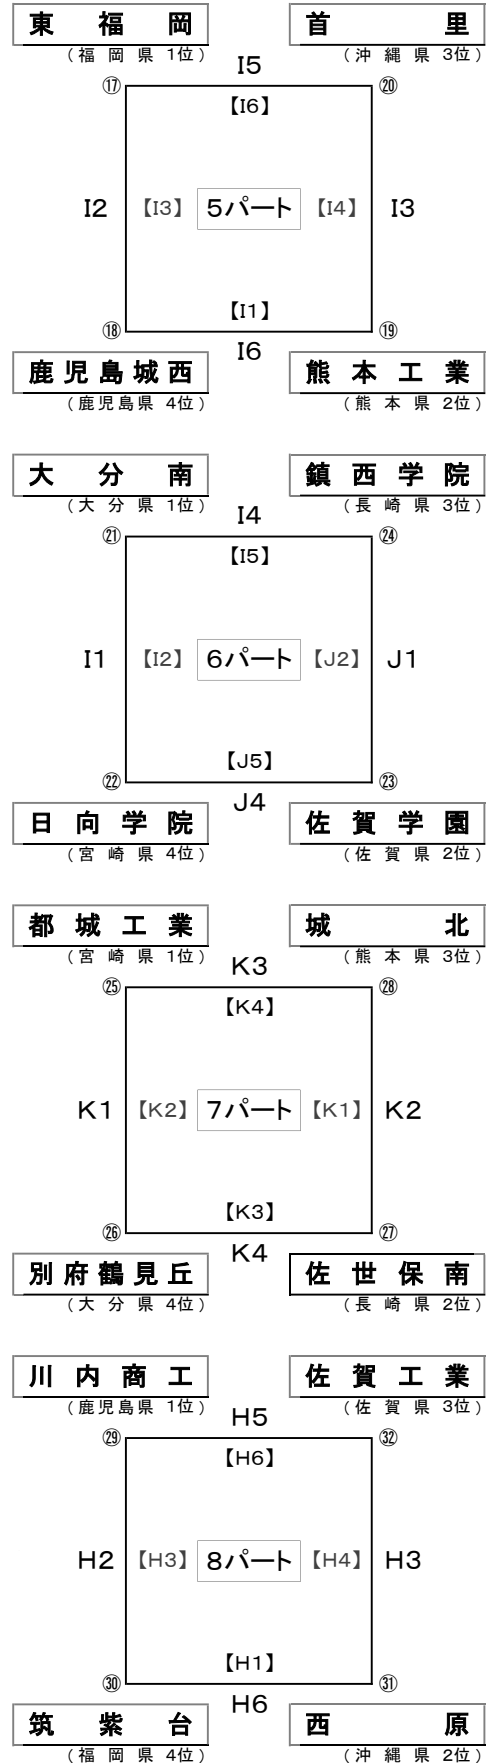 東福岡 首里
(福岡県 1位) (沖縄県 3位)
I5
⑰ ⑳
【I6】
I2 【I3】 5パート 【I4】 I3
【I1】
⑱ ⑲
I6
鹿児島城西 熊本工業
(鹿児島県 4位) (熊本県 2位)
大分南 鎮西学院
(大分県 1位) (長崎県 3位)
I4
㉑ ㉔
【I5】
I1 【I2】 6パート 【J2】 J1
【J5】
㉒ ㉓
J4
日向学院 佐賀学園
(宮崎県 4位) (佐賀県 2位)
都城工業 城北
(宮崎県 1位) (熊本県 3位)
K3
㉕ ㉘
【K4】
K1 【K2】 7パート 【K1】 K2
【K3】
㉖ ㉗
K4
別府鶴見丘 佐世保南
(大分県 4位) (長崎県 2位)
川内商工 佐賀工業
(鹿児島県 1位) (佐賀県 3位)
H5
㉙ ㉜
【H6】
H2 【H3】 8パート 【H4】 H3
【H1】
㉚ ㉛
H6
筑紫台 西原
(福岡県 4位) (沖縄県 2位)